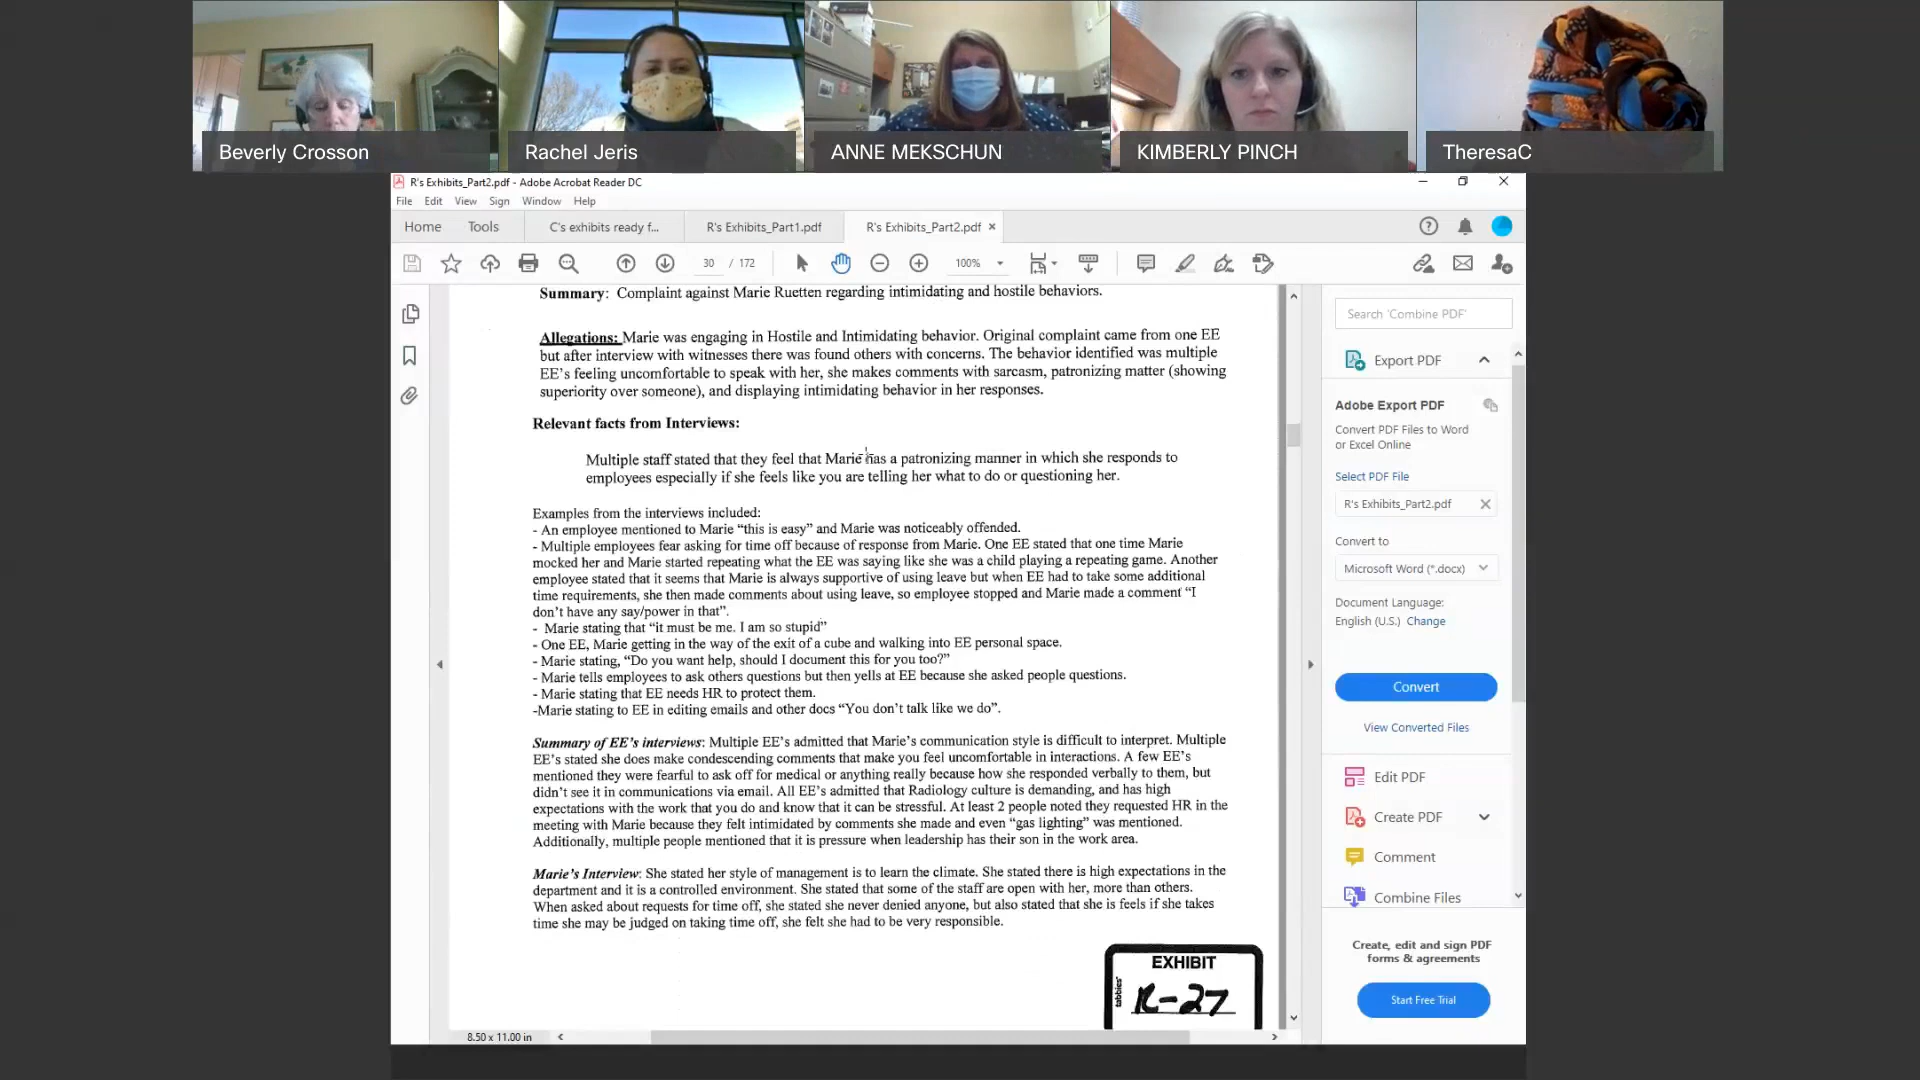 Beverly Crosson
Rachel Jeris
ANNE MEKSCHUN
KIMBERLY PINCH
TheresaC
R's Exhibits_Part2.pdf - Adobe Acrobat Reader DC
File Edit View Sign Window Help
Home Tools C's exhibits ready f... R's Exhibits_Part1.pdf R's Exhibits_Part2.pdf ×
30 / 172 100%
Summary: Complaint against Marie Ruetten regarding intimidating and hostile behaviors.
Allegations: Marie was engaging in Hostile and Intimidating behavior. Original complaint came from one EE
but after interview with witnesses there was found others with concerns. The behavior identified was multiple
EE's feeling uncomfortable to speak with her, she makes comments with sarcasm, patronizing matter (showing
superiority over someone), and displaying intimidating behavior in her responses.
Relevant facts from Interviews:
Multiple staff stated that they feel that Marie has a patronizing manner in which she responds to
employees especially if she feels like you are telling her what to do or questioning her.
Examples from the interviews included:
- An employee mentioned to Marie “this is easy” and Marie was noticeably offended.
- Multiple employees fear asking for time off because of response from Marie. One EE stated that one time Marie
mocked her and Marie started repeating what the EE was saying like she was a child playing a repeating game. Another
employee stated that it seems that Marie is always supportive of using leave but when EE had to take some additional
time requirements, she then made comments about using leave, so employee stopped and Marie made a comment “I
don't have any say/power in that”.
- Marie stating that “it must be me. I am so stupid”
- One EE, Marie getting in the way of the exit of a cube and walking into EE personal space.
- Marie stating, “Do you want help, should I document this for you too?”
- Marie tells employees to ask others questions but then yells at EE because she asked people questions.
- Marie stating that EE needs HR to protect them.
-Marie stating to EE in editing emails and other docs “You don't talk like we do”.
Summary of EE's interviews: Multiple EE's admitted that Marie's communication style is difficult to interpret. Multiple
EE's stated she does make condescending comments that make you feel uncomfortable in interactions. A few EE's
mentioned they were fearful to ask off for medical or anything really because how she responded verbally to them, but
didn't see it in communications via email. All EE's admitted that Radiology culture is demanding, and has high
expectations with the work that you do and know that it can be stressful. At least 2 people noted they requested HR in the
meeting with Marie because they felt intimidated by comments she made and even “gas lighting” was mentioned.
Additionally, multiple people mentioned that it is pressure when leadership has their son in the work area.
Marie's Interview: She stated her style of management is to learn the climate. She stated there is high expectations in the
department and it is a controlled environment. She stated that some of the staff are open with her, more than others.
When asked about requests for time off, she stated she never denied anyone, but also stated that she is feels if she takes
time she may be judged on taking time off, she felt she had to be very responsible.
tabbies'
EXHIBIT
R-27
8.50 x 11.00 in
Search 'Combine PDF'
Export PDF
Adobe Export PDF
Convert PDF Files to Word
or Excel Online
Select PDF File
R's Exhibits_Part2.pdf
Convert to
Microsoft Word (*.docx)
Document Language:
English (U.S.) Change
Convert
View Converted Files
Edit PDF
Create PDF
Comment
Combine Files
Create, edit and sign PDF
forms & agreements
Start Free Trial